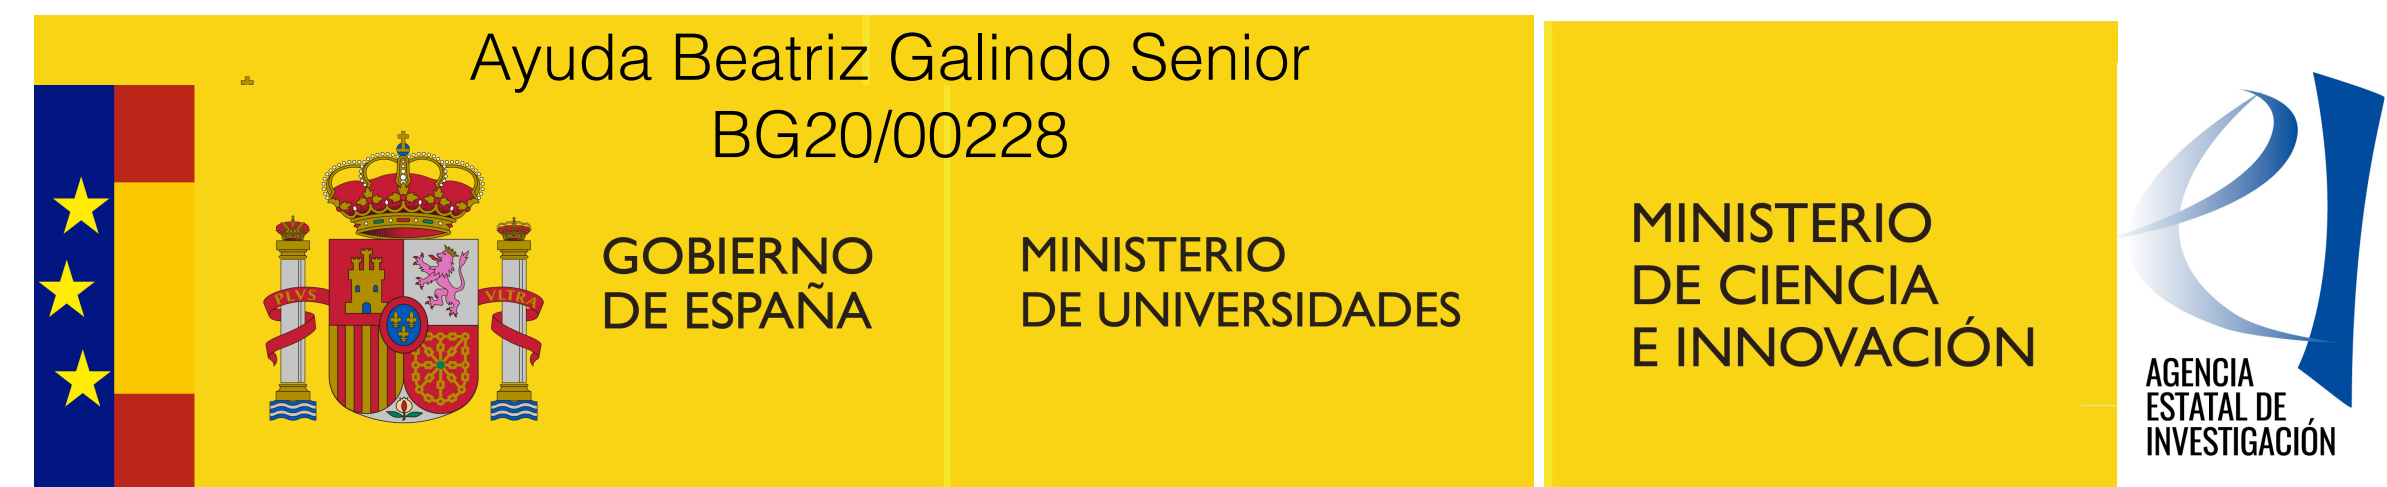 Ayuda Beatriz Galindo Senior
BG20/00228
PLVS VLTRA
GOBIERNO
DE ESPAÑA
MINISTERIO
DE UNIVERSIDADES
MINISTERIO
DE CIENCIA
E INNOVACIÓN
AGENCIA
ESTATAL DE
INVESTIGACIÓN